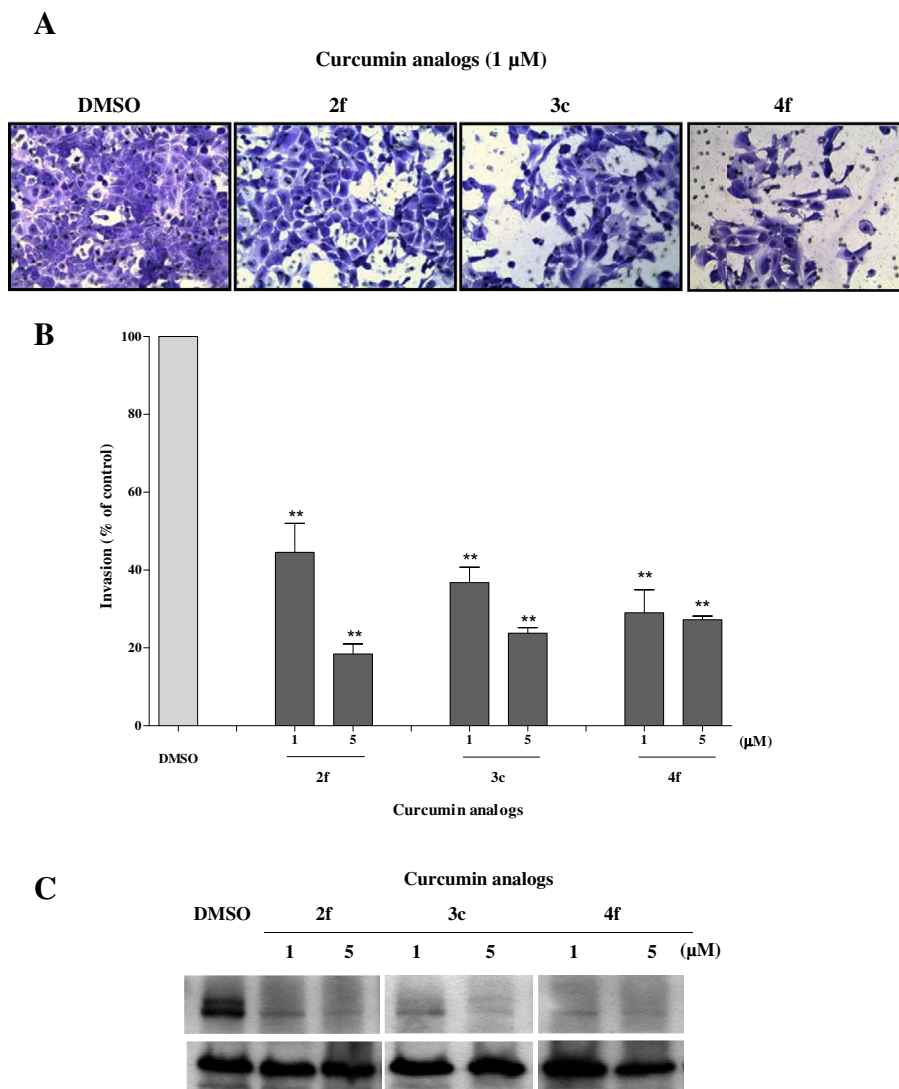 A
Curcumin analogs (1 µM)
DMSO 2f 3c 4f
B
Invasion (% of control)
100
80
60
40
20
0
** ** ** ** ** **
1 5 1 5 1 5 (µM)
DMSO
2f 3c 4f
Curcumin analogs
C
Curcumin analogs
DMSO 2f 3c 4f
1 5 1 5 1 5 (µM)